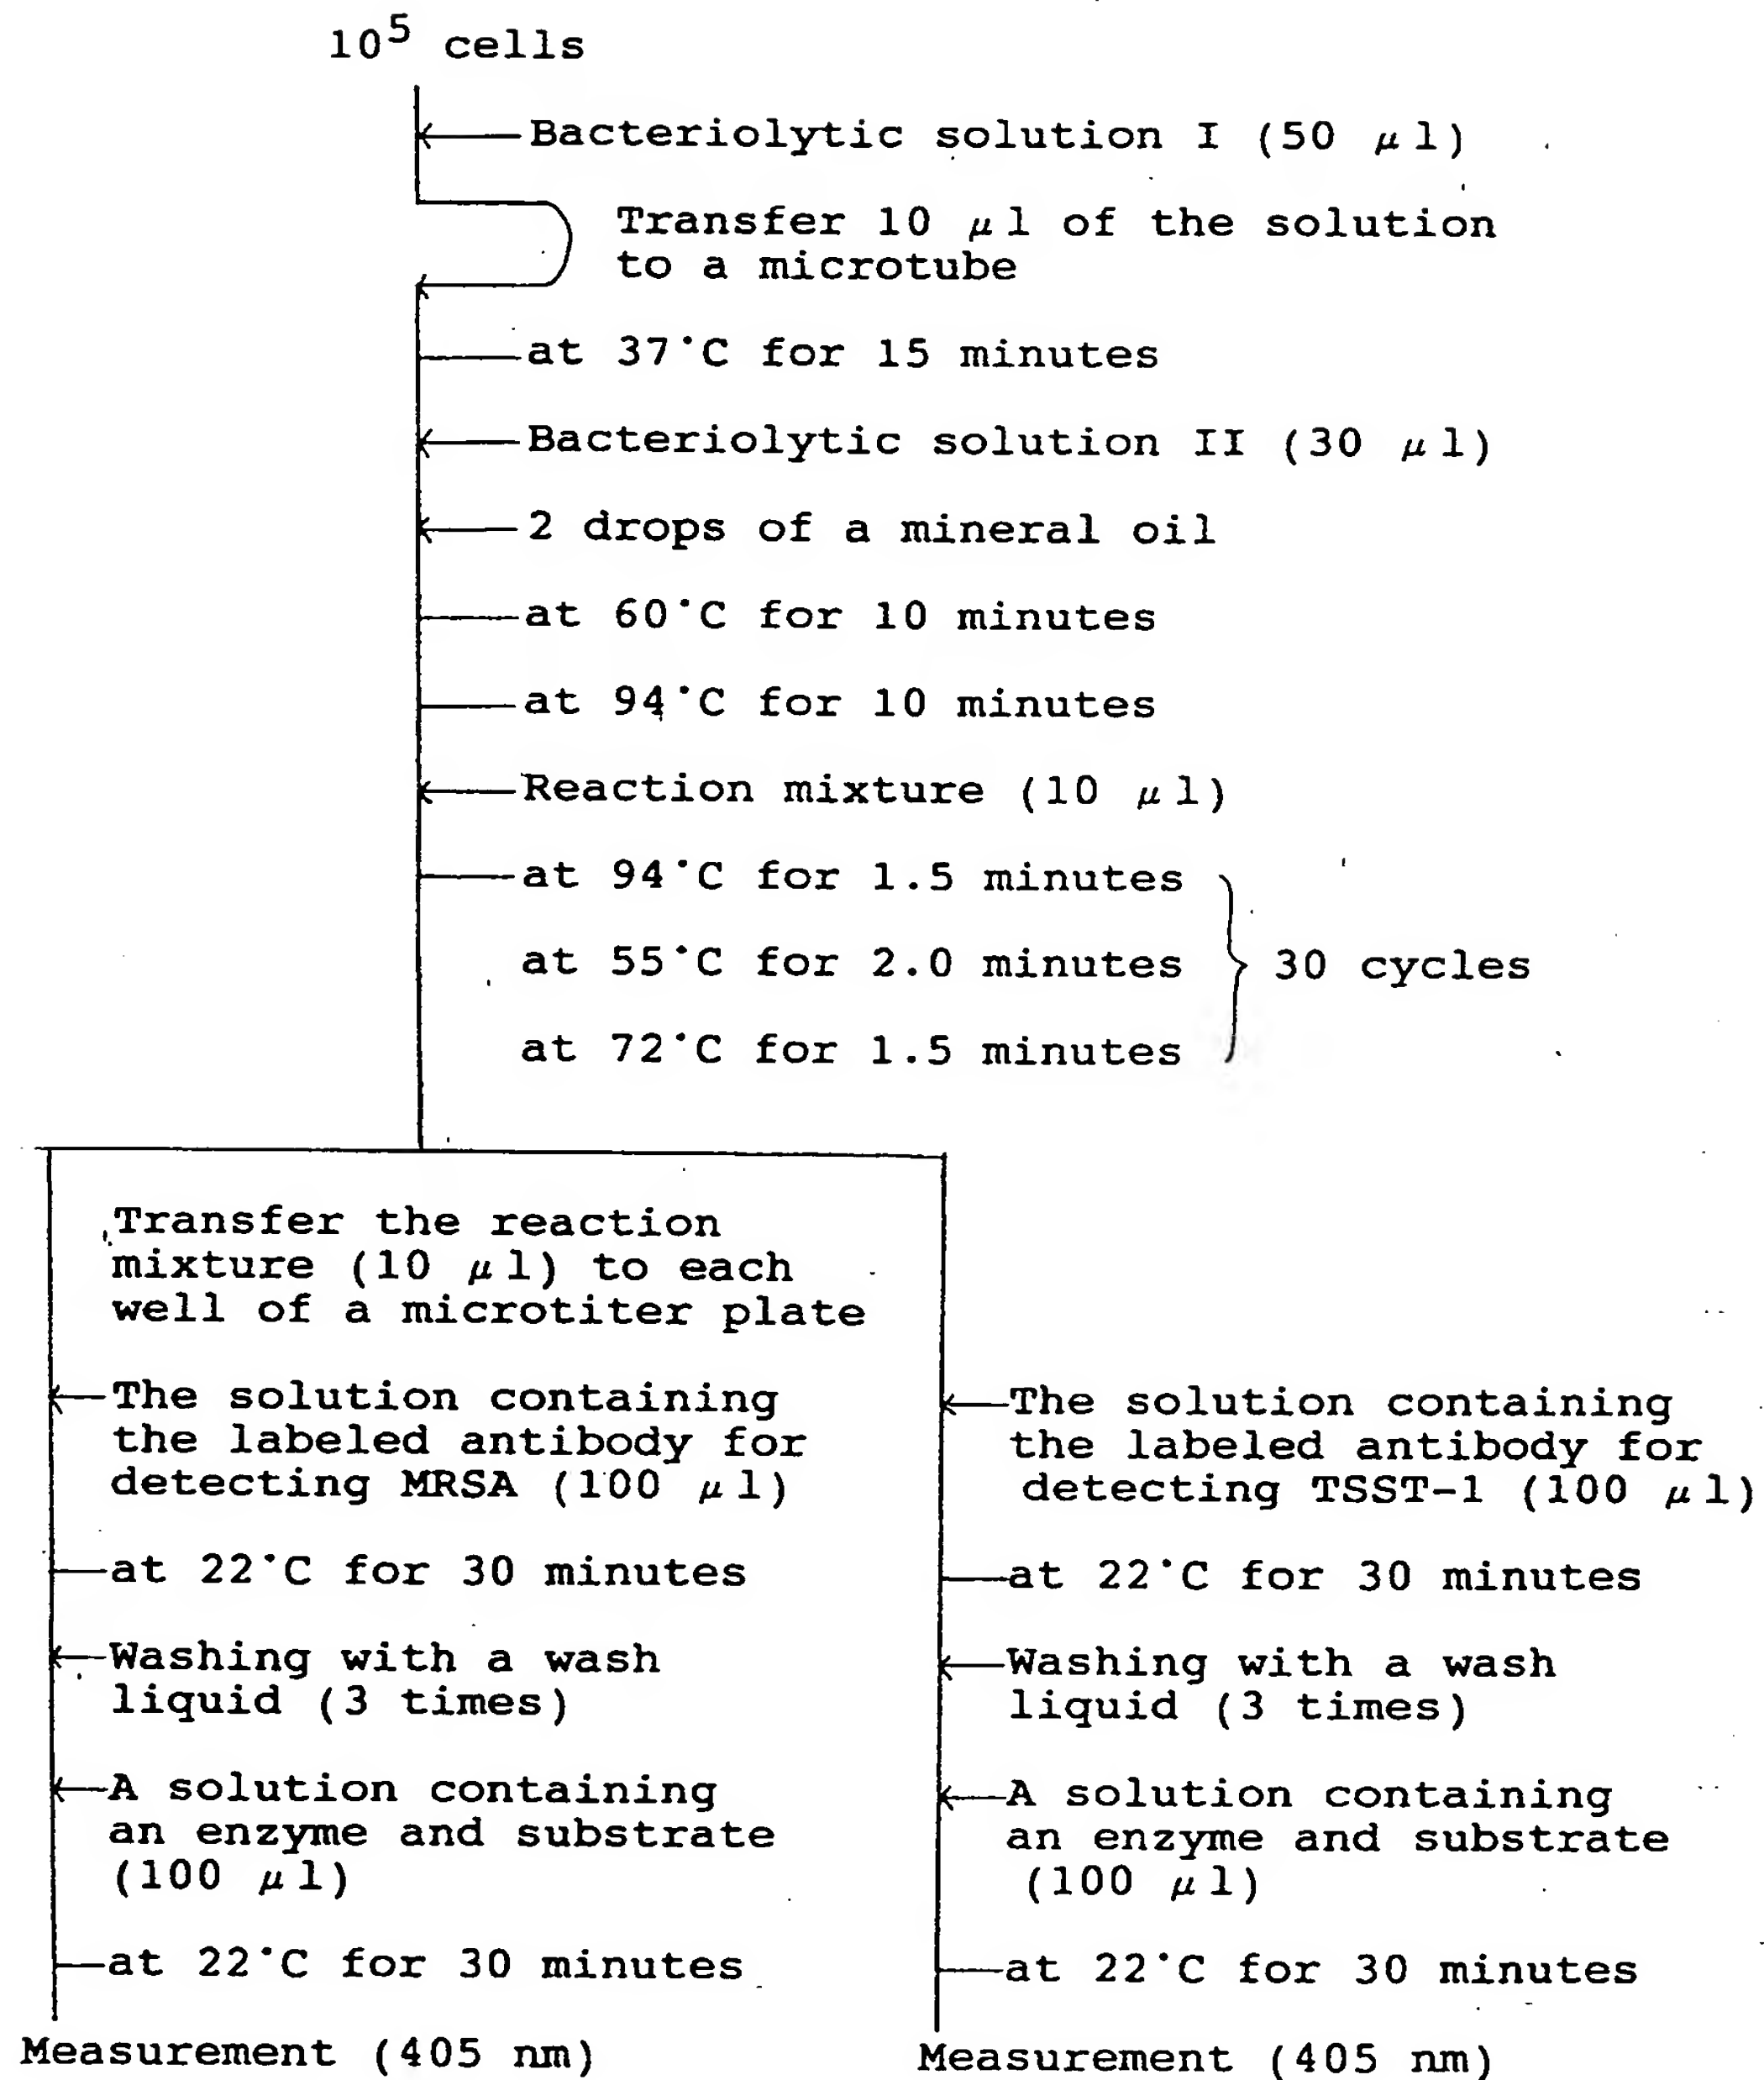 10⁵ cells
Bacteriolytic solution I (50 μl)
Transfer 10 μl of the solution
to a microtube
at 37°C for 15 minutes
Bacteriolytic solution II (30 μl)
2 drops of a mineral oil
at 60°C for 10 minutes
at 94°C for 10 minutes
Reaction mixture (10 μl)
at 94°C for 1.5 minutes
at 55°C for 2.0 minutes
30 cycles
at 72°C for 1.5 minutes
Transfer the reaction
mixture (10 μl) to each
well of a microtiter plate
The solution containing
the labeled antibody for
detecting MRSA (100 μl)
at 22°C for 30 minutes
Washing with a wash
liquid (3 times)
A solution containing
an enzyme and substrate
(100 μl)
at 22°C for 30 minutes
Measurement (405 nm)
The solution containing
the labeled antibody for
detecting TSST-1 (100 μl)
at 22°C for 30 minutes
Washing with a wash
liquid (3 times)
A solution containing
an enzyme and substrate
(100 μl)
at 22°C for 30 minutes
Measurement (405 nm)